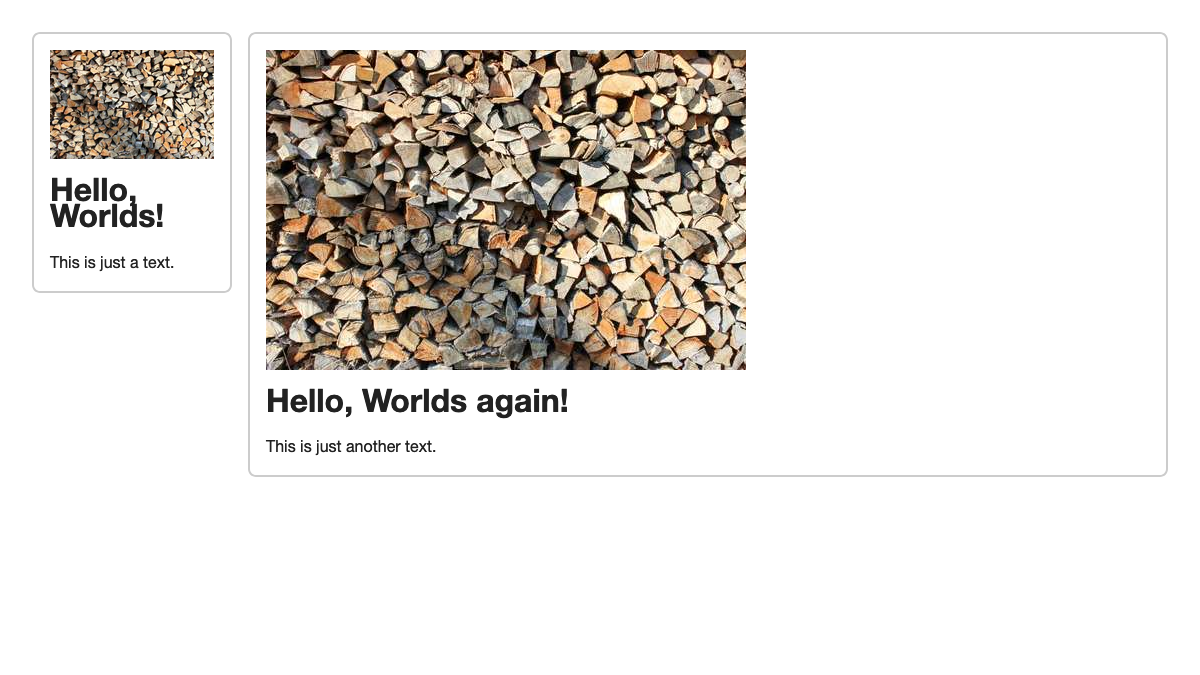 Hello,
Worlds!
This is just a text.
Hello, Worlds again!
This is just another text.